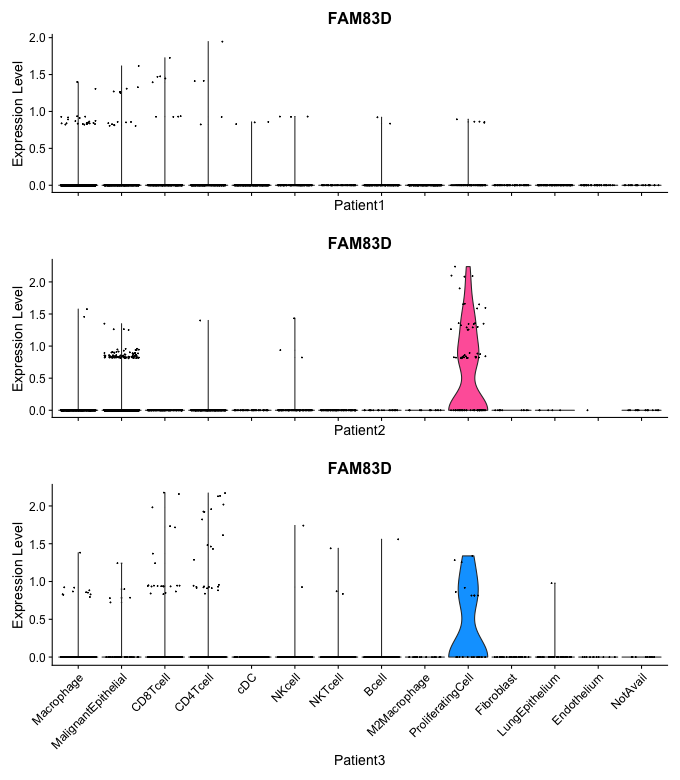 FAM83D
Expression Level
2.0
1.5
1.0
0.5
0.0
Patient1
FAM83D
Expression Level
2.0
1.5
1.0
0.5
0.0
Patient2
FAM83D
Expression Level
2.0
1.5
1.0
0.5
0.0
Macrophage
MalignantEpithelial
CD8Tcell
CD4Tcell
cDC
NKcell
NKTcell
Bcell
M2Macrophage
ProliferatingCell
Fibroblast
LungEpithelium
Endothelium
NotAvail
Patient3